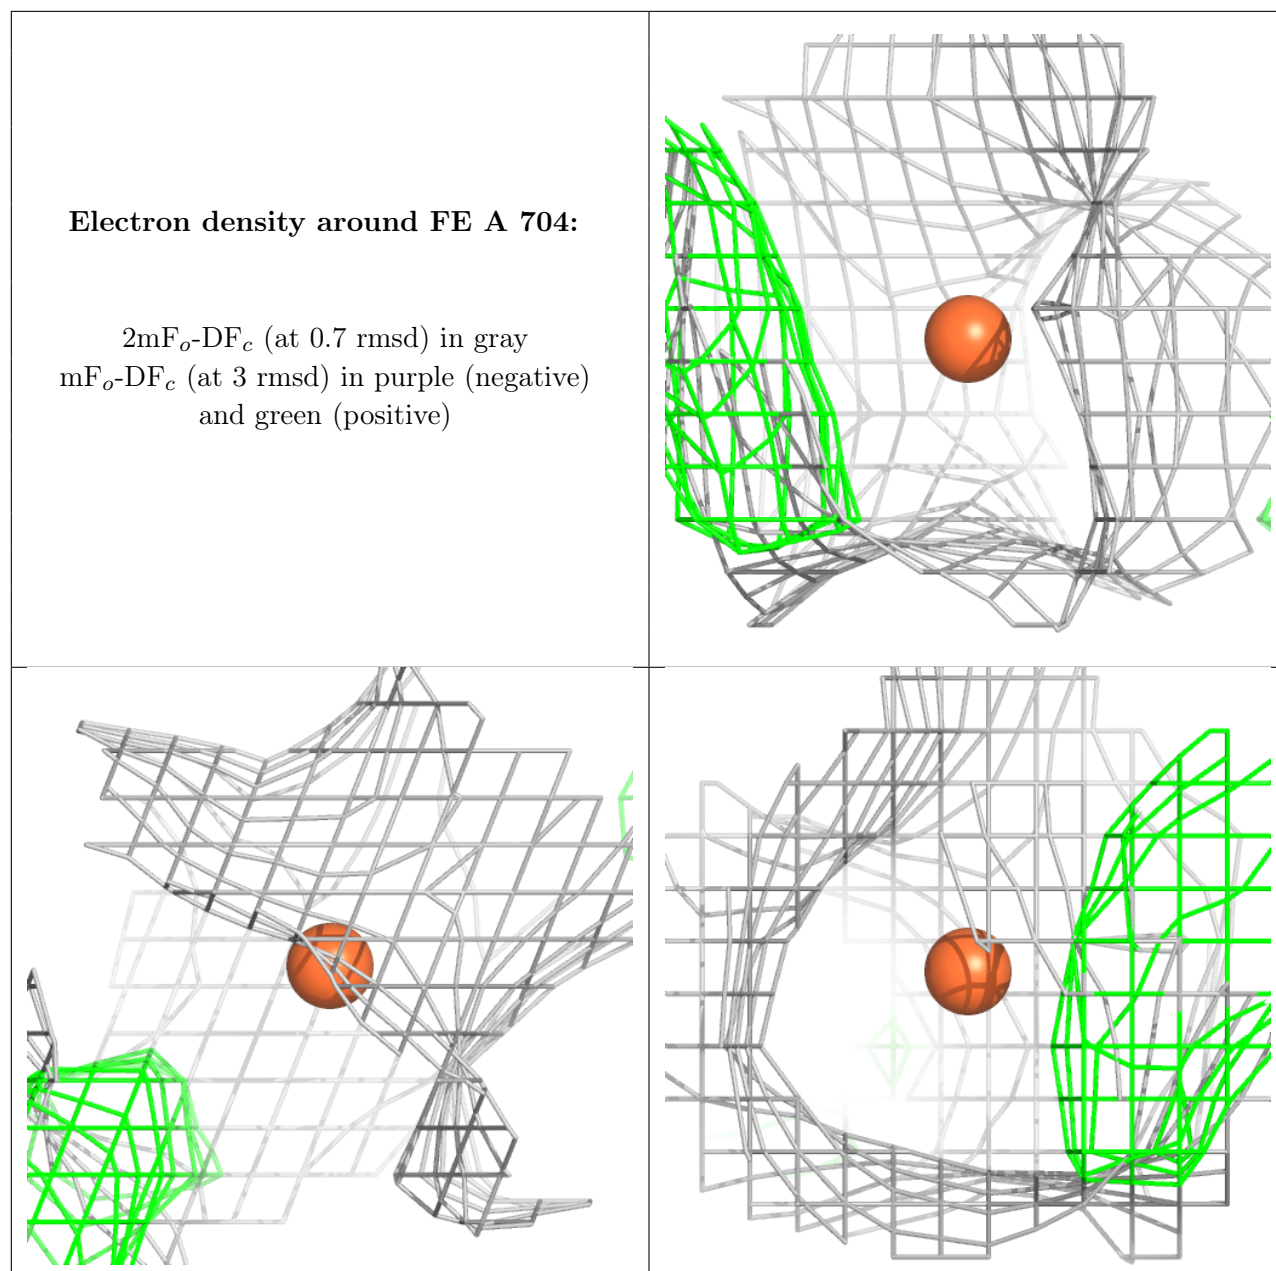 Electron density around FE A 704:
2mFo-DFc (at 0.7 rmsd) in gray
mFo-DFc (at 3 rmsd) in purple (negative)
and green (positive)